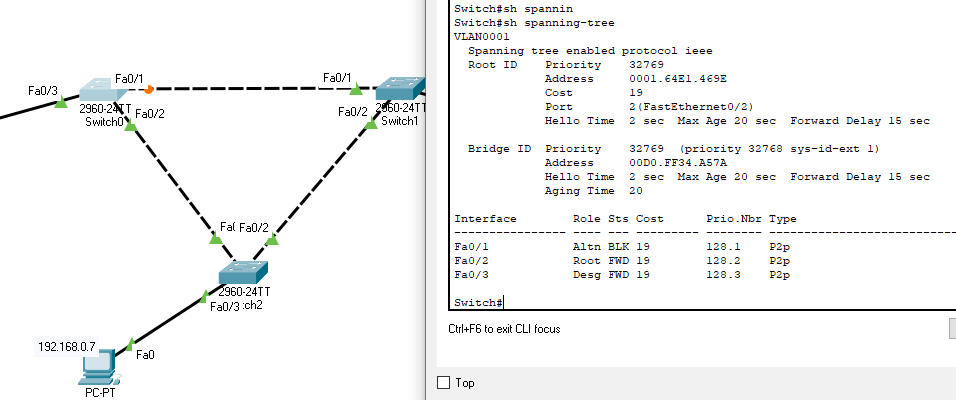 Fa0/3
Fa0/1
2960-24TT
Switch0
Fa0/2
Fa0/1
Fa0/2
2960-24TT
Switch1
Fa( Fa0/2
2960-24TT
Fa0/3 :ch2
192.168.0.7
Fa0
PC-PT
Switch#sh spannin
Switch#sh spanning-tree
VLAN0001
Spanning tree enabled protocol ieee
Root ID Priority 32769
Address 0001.64E1.469E
Cost 19
Port 2(FastEthernet0/2)
Hello Time 2 sec Max Age 20 sec Forward Delay 15 sec
Bridge ID Priority 32769 (priority 32768 sys-id-ext 1)
Address 00D0.FF34.A57A
Hello Time 2 sec Max Age 20 sec Forward Delay 15 sec
Aging Time 20
Interface Role Sts Cost Prio.Nbr Type
---------------- ---- --- --------- -------- --------------------------------
Fa0/1 Altn BLK 19 128.1 P2p
Fa0/2 Root FWD 19 128.2 P2p
Fa0/3 Desg FWD 19 128.3 P2p
Switch#
Ctrl+F6 to exit CLI focus
Top